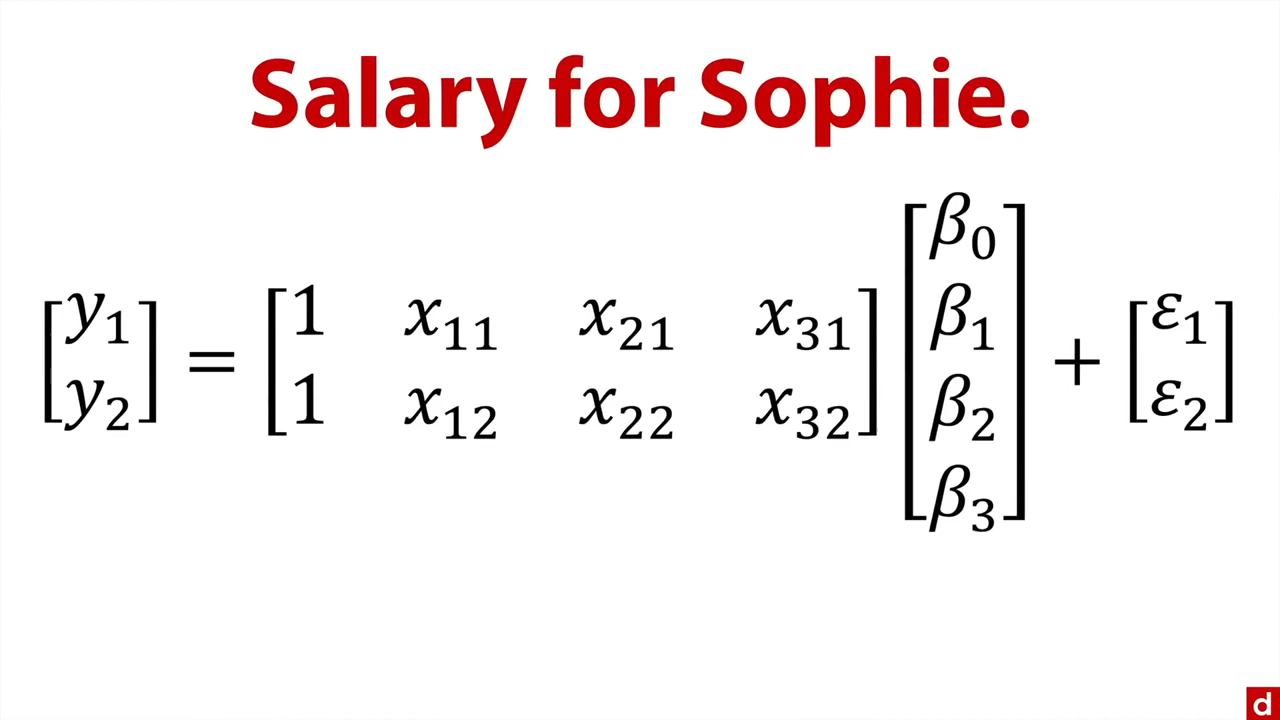 Salary for Sophie.
[y₁ y₂] = [1 x₁₁ x₂₁ x₃₁; 1 x₁₂ x₂₂ x₃₂] [β₀ β₁ β₂ β₃] + [ε₁ ε₂]
d